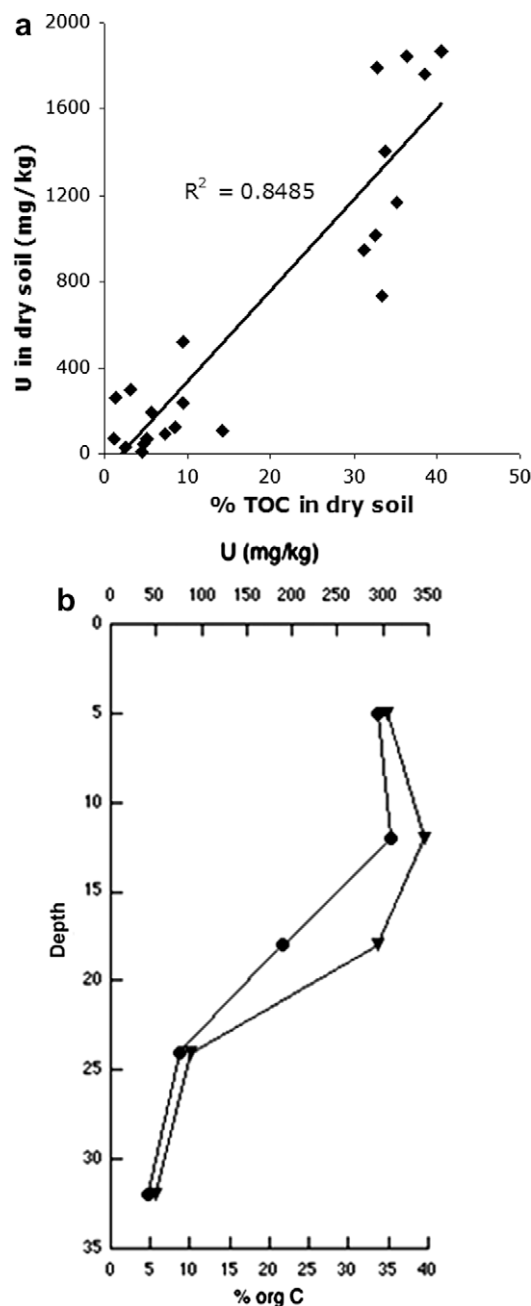 a
2000
1600
1200
800
400
0
U in dry soil (mg/kg)
R² = 0.8485
0 10 20 30 40 50
% TOC in dry soil
U (mg/kg)
b
0 50 100 150 200 250 300 350
0
5
10
15
20
25
30
35
Depth
0 5 10 15 20 25 30 35 40
% org C